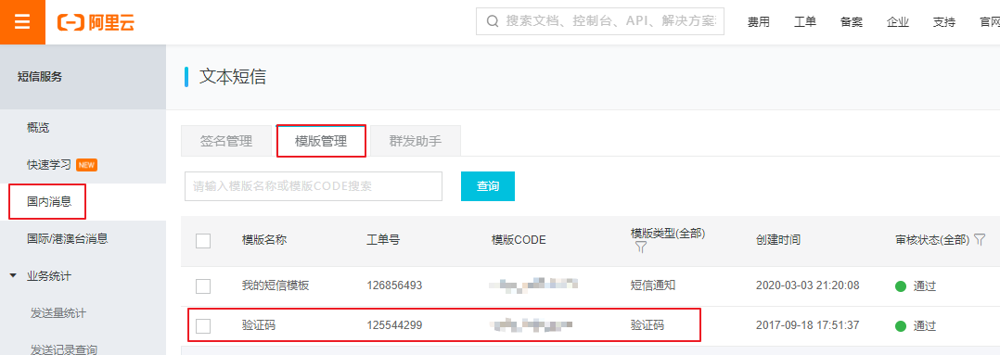 阿里云
搜索文档、控制台、API、解决方案
费用 工单 备案 企业 支持 官网
短信服务
文本短信
概览
快速学习 NEW
国内消息
国际/港澳台消息
业务统计
发送量统计
发送记录查询
签名管理 模版管理 群发助手
请输入模版名称或模版CODE搜索 查询
模版名称 工单号 模版CODE 模版类型(全部) 创建时间 审核状态(全部)
我的短信模板 126856493 短信通知 2020-03-03 21:20:08 通过
验证码 125544299 验证码 2017-09-18 17:51:37 通过